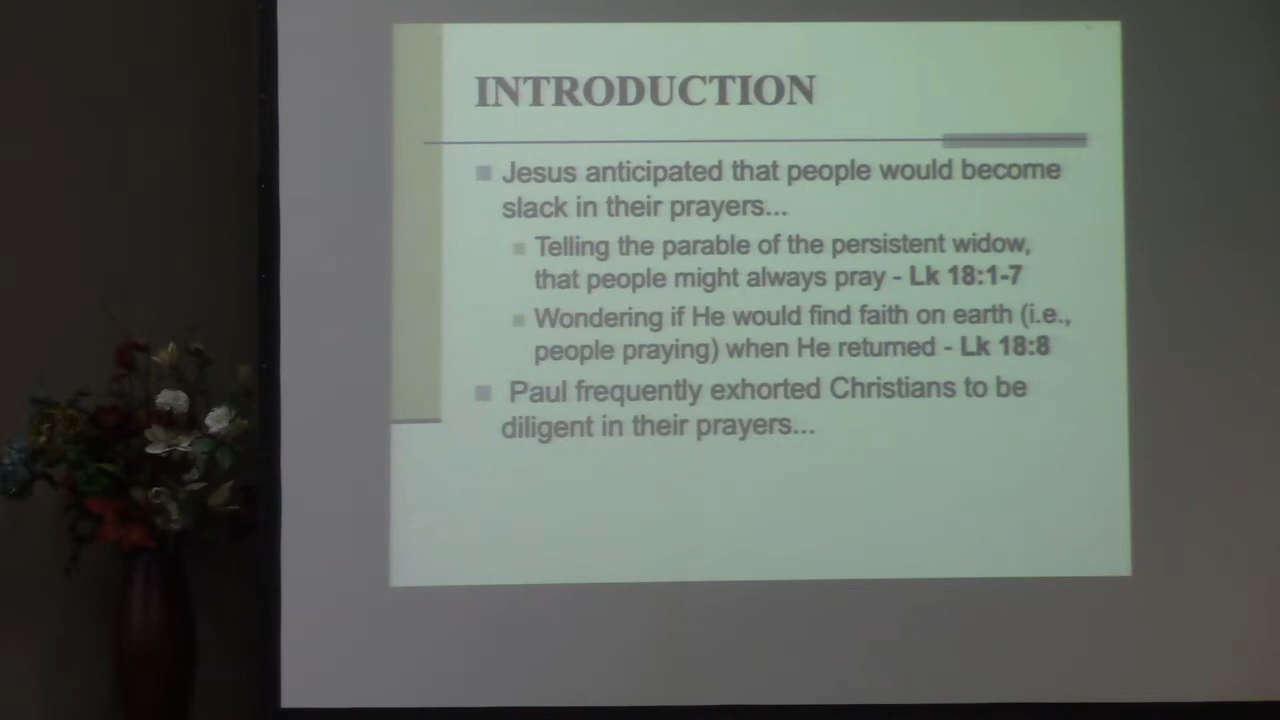 INTRODUCTION
Jesus anticipated that people would become
slack in their prayers...
Telling the parable of the persistent widow,
that people might always pray - Lk 18:1-7
Wondering if He would find faith on earth (i.e.,
people praying) when He returned - Lk 18:8
Paul frequently exhorted Christians to be
diligent in their prayers...